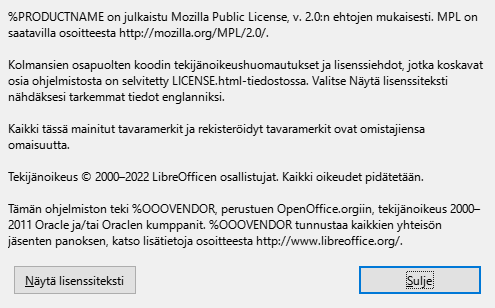 %PRODUCTNAME on julkaistu Mozilla Public License, v. 2.0:n ehtojen mukaisesti. MPL on
saatavilla osoitteesta http://mozilla.org/MPL/2.0/.
Kolmansien osapuolten koodin tekijänoikeushuomautukset ja lisenssiehdot, jotka koskavat
osia ohjelmistosta on selvitetty LICENSE.html-tiedostossa. Valitse Näytä lisenssiteksti
nähdäksesi tarkemmat tiedot englanniksi.
Kaikki tässä mainitut tavaramerkit ja rekisteröidyt tavaramerkit ovat omistajiensa
omaisuutta.
Tekijänoikeus © 2000–2022 LibreOfficen osallistujat. Kaikki oikeudet pidätetään.
Tämän ohjelmiston teki %OOOVENDOR, perustuen OpenOffice.orgiin, tekijänoikeus 2000–
2011 Oracle ja/tai Oraclen kumppanit. %OOOVENDOR tunnustaa kaikkien yhteisön
jäsenten panoksen, katso lisätietoja osoitteesta http://www.libreoffice.org/.
Näytä lisenssiteksti
Sulje